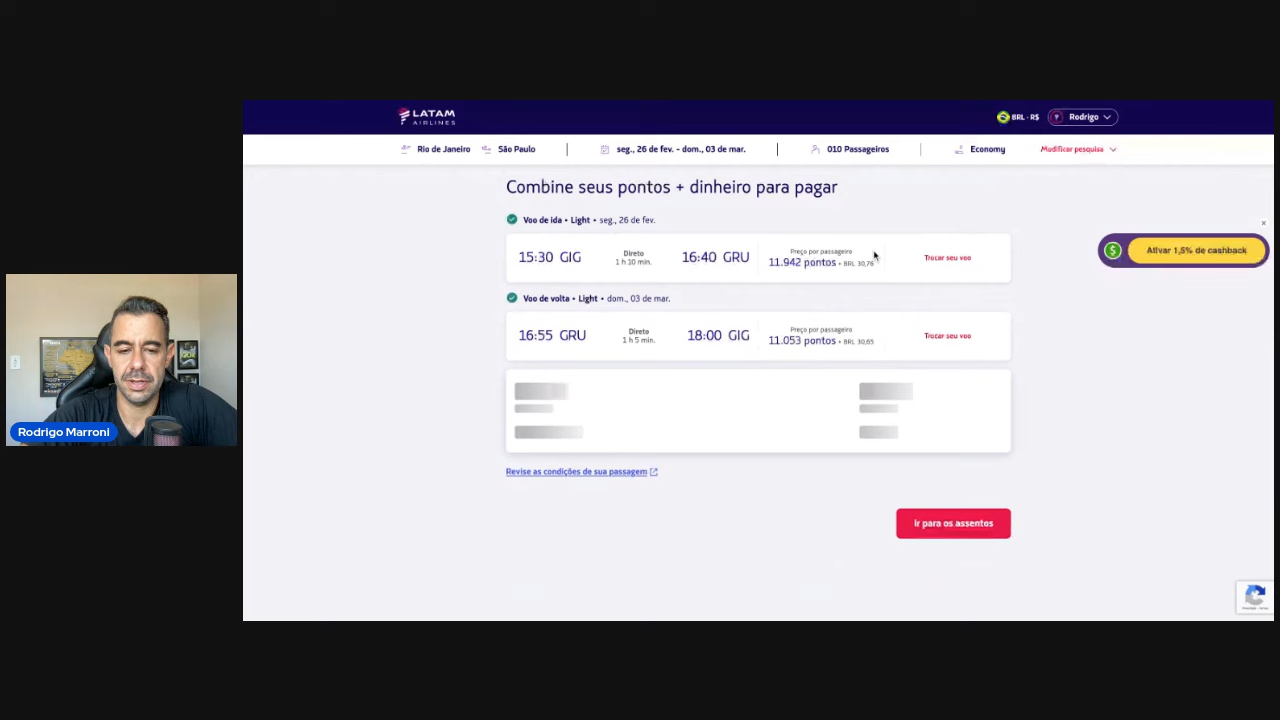 LATAM
AIRLINES
BRL - R$
Rodrigo
Rio de Janeiro
São Paulo
seg., 26 de fev. - dom., 03 de mar.
010 Passageiros
Economy
Modificar pesquisa
Combine seus pontos + dinheiro para pagar
Voo de ida • Light • seg., 26 de fev.
15:30 GIG
Direto
1 h 10 min.
16:40 GRU
Preço por passageiro
11.942 pontos + BRL 30,76
Trocar seu voo
Ativar 1,5% de cashback
Voo de volta • Light • dom., 03 de mar.
16:55 GRU
Direto
1 h 5 min.
18:00 GIG
Preço por passageiro
11.053 pontos + BRL 30,65
Trocar seu voo
Revise as condições de sua passagem
Ir para os assentos
Rodrigo Marroni